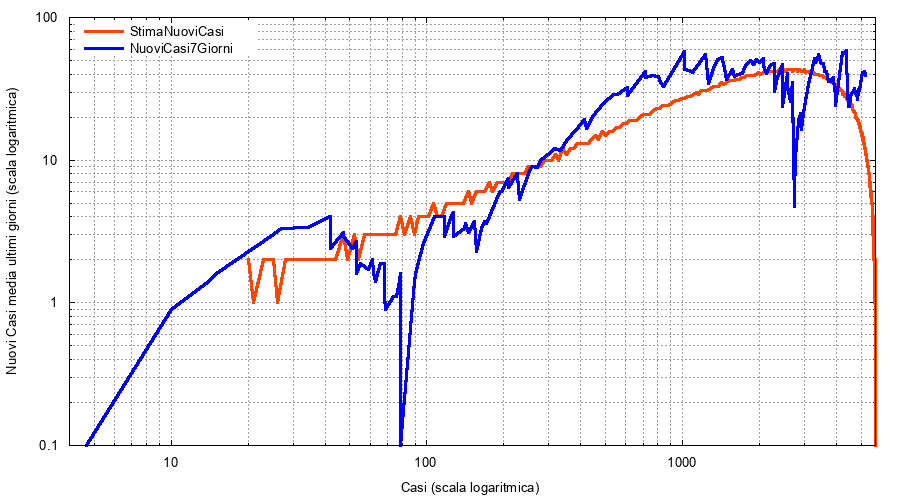 100
StimaNuoviCasi
NuoviCasi7Giorni
10
1
0.1
Nuovi Casi media ultimi giorni (scala logaritmica)
10
100
1000
Casi (scala logaritmica)